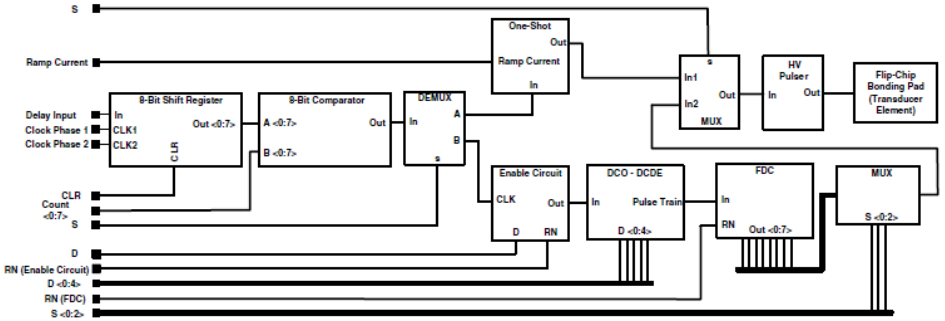 S
One-Shot
Out
Ramp Current
Ramp Current
In
s
In1
In2
Out
MUX
HV
Pulser
In
Out
Flip-Chip
Bonding Pad
(Transducer
Element)
8-Bit Shift Register
Delay Input
In
Out <0:7>
Clock Phase 1
CLK1
Clock Phase 2
CLK2
CLR
8-Bit Comparator
A <0:7>
Out
B <0:7>
DEMUX
In
A
B
s
CLR
Count
<0:7>
S
Enable Circuit
CLK
Out
D
RN
DCO - DCDE
In
Pulse Train
D <0:4>
FDC
In
RN
Out <0:7>
MUX
S <0:2>
D
RN (Enable Circuit)
D <0:4>
RN (FDC)
S <0:2>